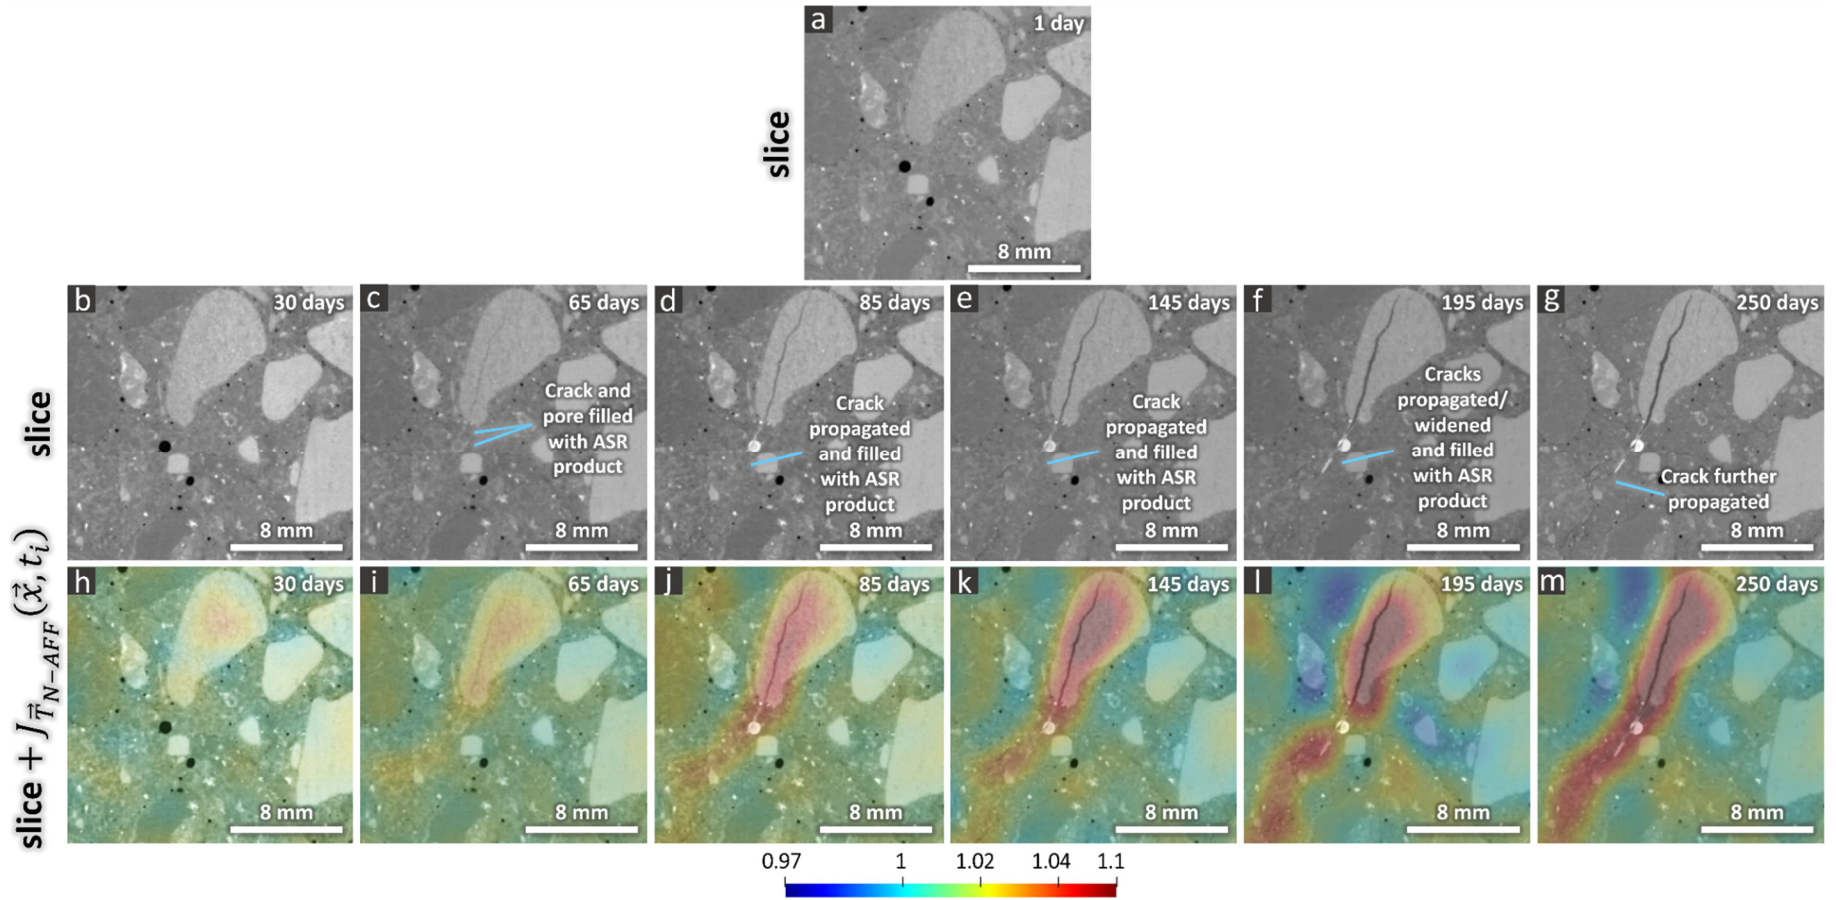 a
1 day
slice
8 mm
b
30 days
c
65 days
d
85 days
e
145 days
f
195 days
g
250 days
slice
Crack and
pore filled
with ASR
product
Crack
propagated
and filled
with ASR
product
Crack
propagated
and filled
with ASR
product
Cracks
propagated/
widened
and filled
with ASR
product
Crack further
propagated
8 mm
8 mm
8 mm
8 mm
8 mm
8 mm
slice + J_{\vec{T}_{N-AFF}}(\vec{x}, t_i)
h
30 days
i
65 days
j
85 days
k
145 days
l
195 days
m
250 days
8 mm
8 mm
8 mm
8 mm
8 mm
8 mm
0.97 1 1.02 1.04 1.1